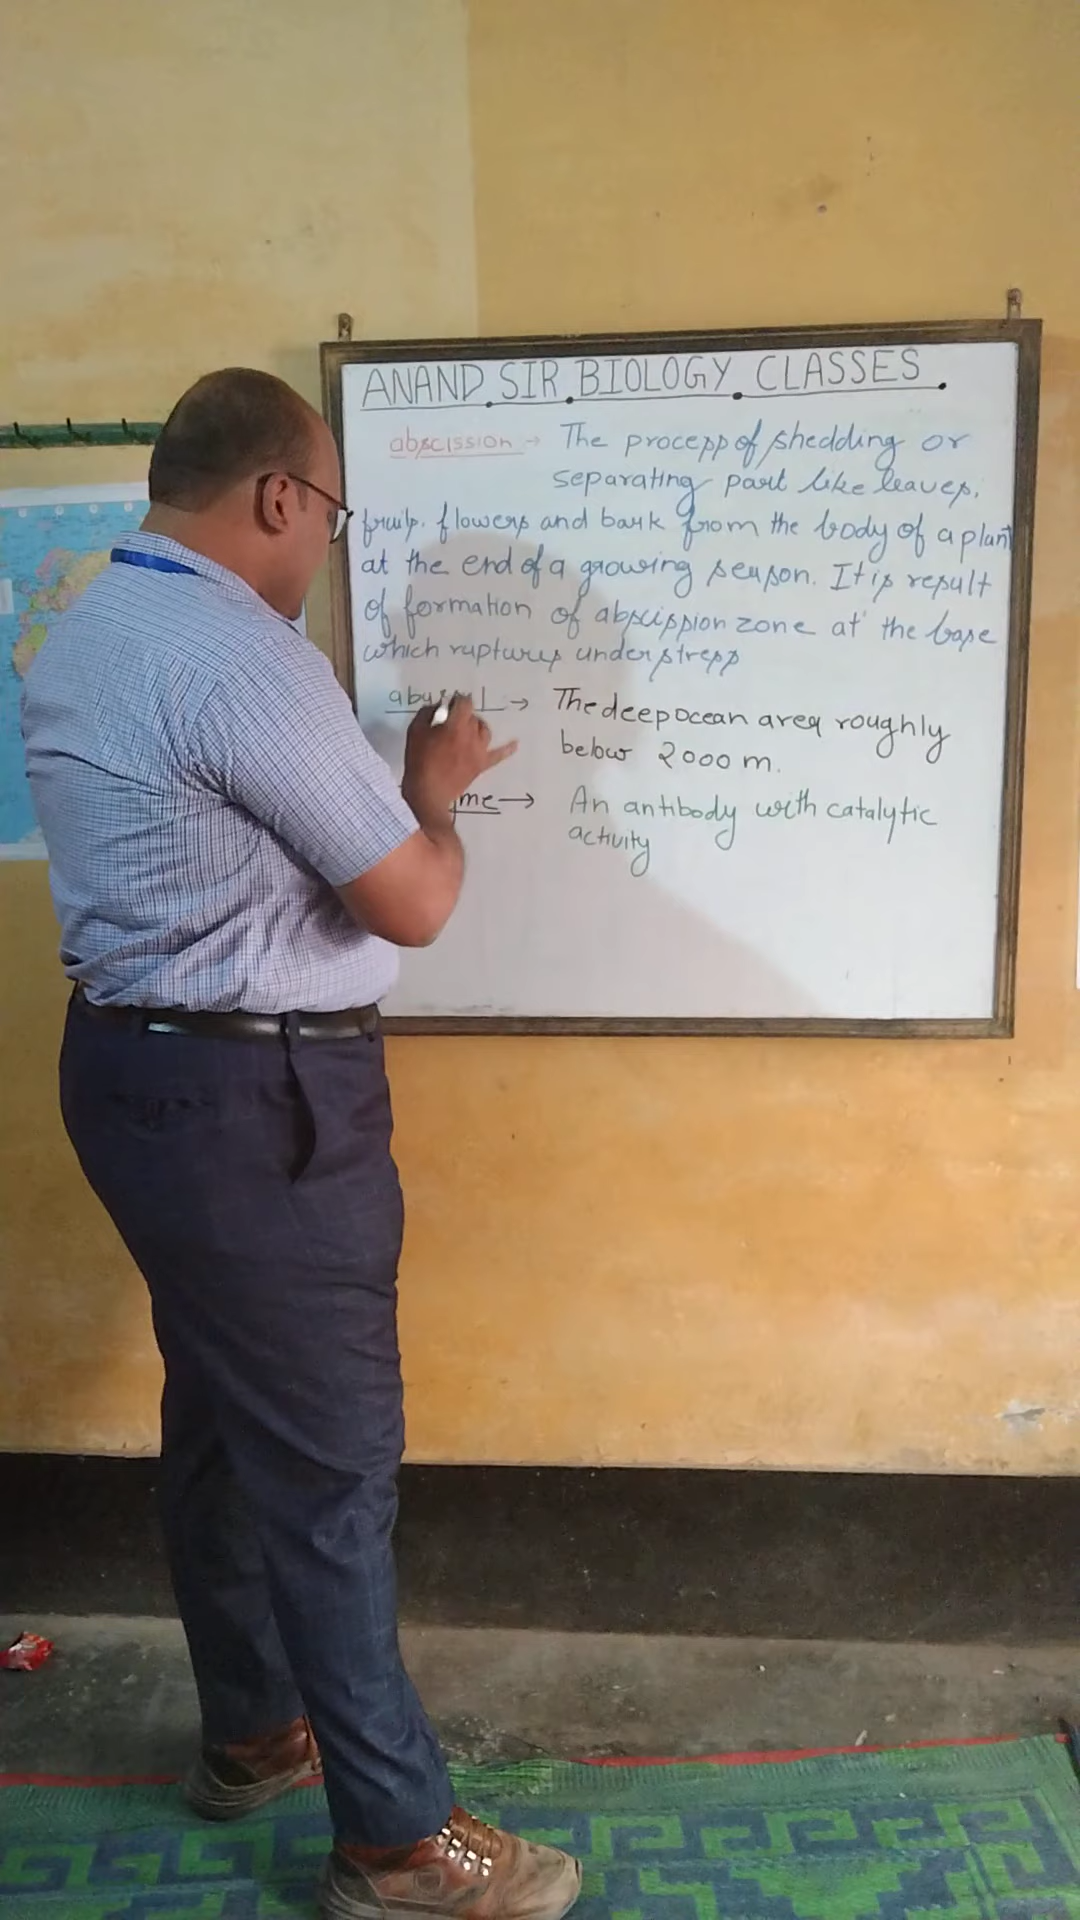 ANAND SIR BIOLOGY CLASSES.
abscission → The process of shedding or
separating part like leaves,
fruits, flowers and bark from the body of a plant
at the end of a growing season. It is result
of formation of abscission zone at the base
which ruptures under stress
→ The deep ocean area roughly
below 2000 m.
me → An antibody with catalytic
activity